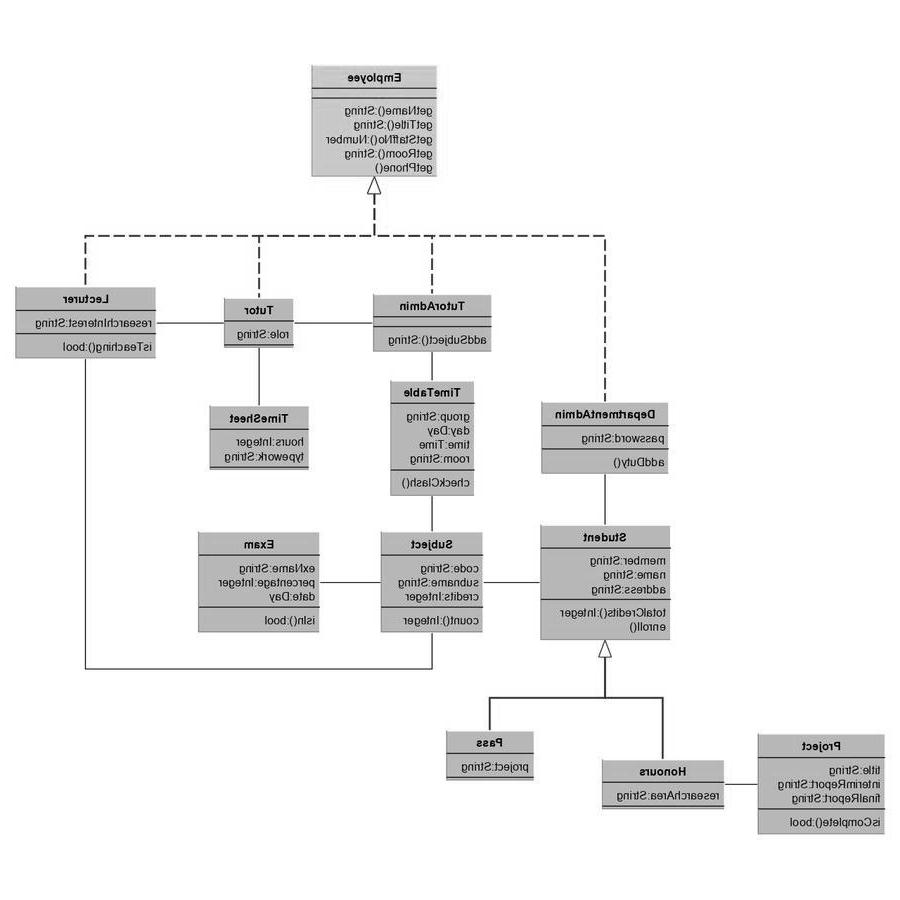 Employee
getName():String
getTitle():String
getStaffNo():Number
getRoom():String
getPhone()
Lecturer
researchInterest:String
isTeaching():bool
Tutor
role:String
TutorAdmin
addSubject():String
TimeSheet
hours:Integer
typework:String
TimeTable
group:String
day:Day
time:Time
room:String
checkClash()
DepartmentAdmin
password:String
addDuty()
Exam
exName:String
percentage:Integer
date:Day
isIn():bool
Subject
code:String
subname:String
credits:Integer
count():Integer
Student
member:String
name:String
address:String
totalCredits():Integer
enroll()
Pass
project:String
Honours
researchArea:String
Project
title:String
interimReport:String
finalReport:String
isComplete():bool